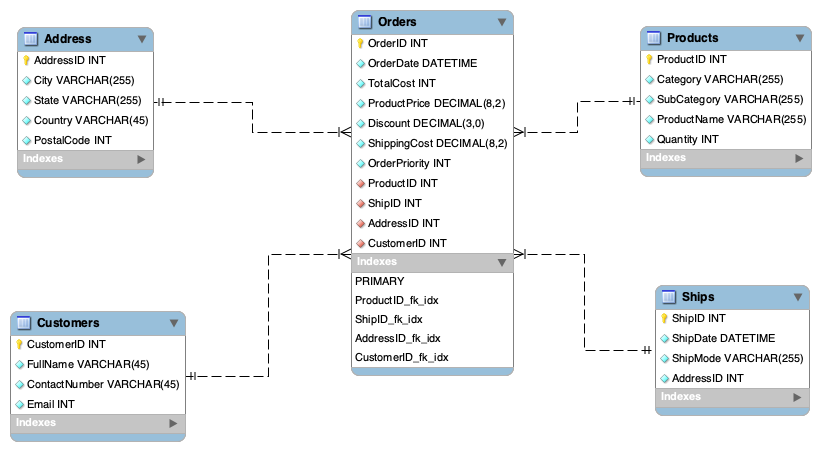 Address
AddressID INT
City VARCHAR(255)
State VARCHAR(255)
Country VARCHAR(45)
PostalCode INT
Indexes
Customers
CustomerID INT
FullName VARCHAR(45)
ContactNumber VARCHAR(45)
Email INT
Indexes
Orders
OrderID INT
OrderDate DATETIME
TotalCost INT
ProductPrice DECIMAL(8,2)
Discount DECIMAL(3,0)
ShippingCost DECIMAL(8,2)
OrderPriority INT
ProductID INT
ShipID INT
AddressID INT
CustomerID INT
Indexes
PRIMARY
ProductID_fk_idx
ShipID_fk_idx
AddressID_fk_idx
CustomerID_fk_idx
Products
ProductID INT
Category VARCHAR(255)
SubCategory VARCHAR(255)
ProductName VARCHAR(255)
Quantity INT
Indexes
Ships
ShipID INT
ShipDate DATETIME
ShipMode VARCHAR(255)
AddressID INT
Indexes